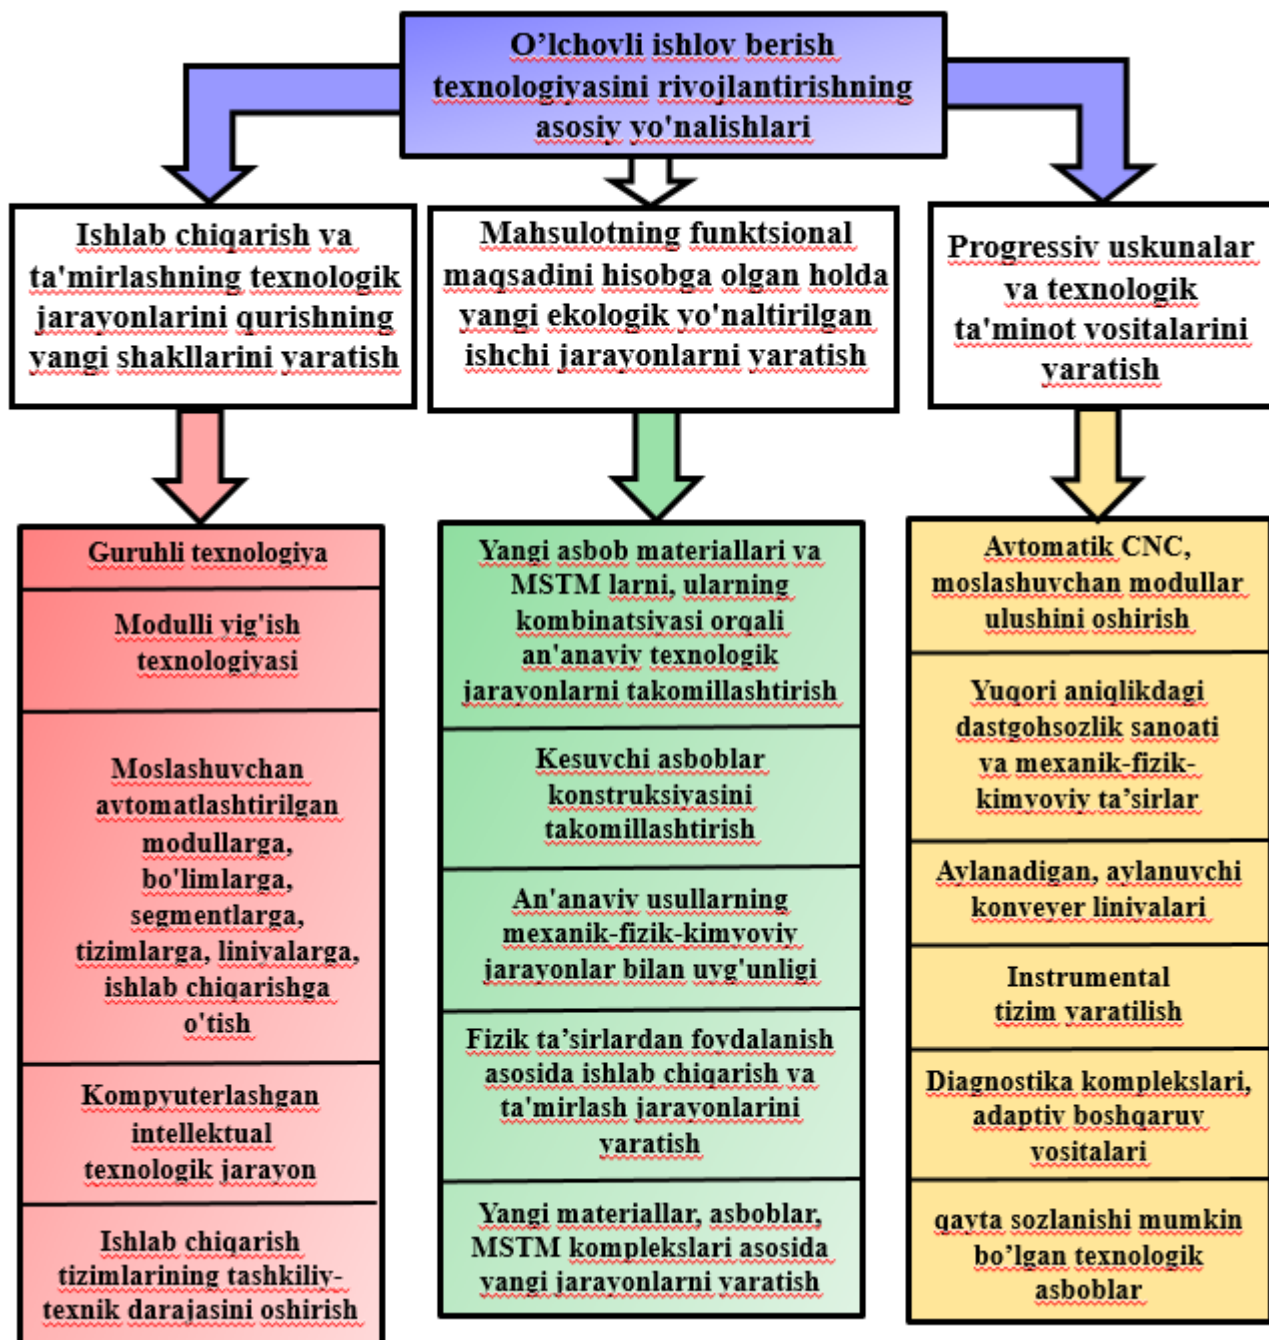 O’lchovli ishlov berish
texnologiyasini rivojlantirishning
asosiy yo'nalishlari
Ishlab chiqarish va
ta'mirlashning texnologik
jarayonlarini qurishning
yangi shakllarini yaratish
Mahsulotning funktsional
maqsadini hisobga olgan holda
yangi ekologik yo'naltirilgan
ishchi jarayonlarni yaratish
Progressiv uskunalar
va texnologik
ta'minot vositalarini
yaratish
Guruhli texnologiya
Modulli yig'ish
texnologiyasi
Moslashuvchan
avtomatlashtirilgan
modullarga,
bo'limlarga,
segmentlarga,
tizimlarga, liniyalarga,
ishlab chiqarishga
o'tish
Kompyuterlashgan
intellektual
texnologik jarayon
Ishlab chiqarish
tizimlarining tashkiliy-
texnik darajasini oshirish
Yangi asbob materiallari va
MSTM larni, ularning
kombinatsiyasi orqali
an'anaviy texnologik
jarayonlarni takomillashtirish
Kesuvchi asboblar
konstruksiyasini
takomillashtirish
An'anaviy usullarning
mexanik-fizik-kimyoviy
jarayonlar bilan uyg'unligi
Fizik ta’sirlardan foydalanish
asosida ishlab chiqarish va
ta'mirlash jarayonlarini
yaratish
Yangi materiallar, asboblar,
MSTM komplekslari asosida
yangi jarayonlarni yaratish
Avtomatik CNC,
moslashuvchan modullar
ulushini oshirish
Yuqori aniqlikdagi
dastgohsozlik sanoati
va mexanik-fizik-
kimyoviy ta’sirlar
Aylanadigan, aylanuvchi
konveyer liniyalari
Instrumental
tizim yaratilish
Diagnostika komplekslari,
adaptiv boshqaruv
vositalari
qayta sozlanishi mumkin
bo’lgan texnologik
asboblar